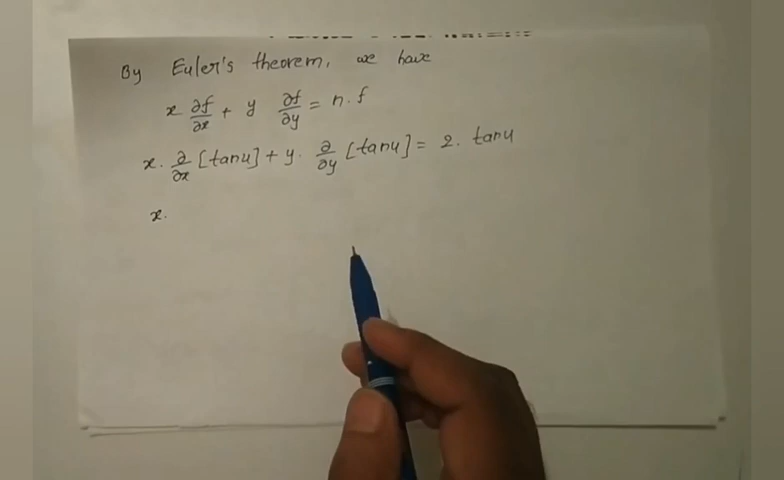 By Euler's theorem, we have
x ∂f/∂x + y ∂f/∂y = n.f
x. ∂/∂x [tanu] + y. ∂/∂y [tanu] = 2. tanu
x.